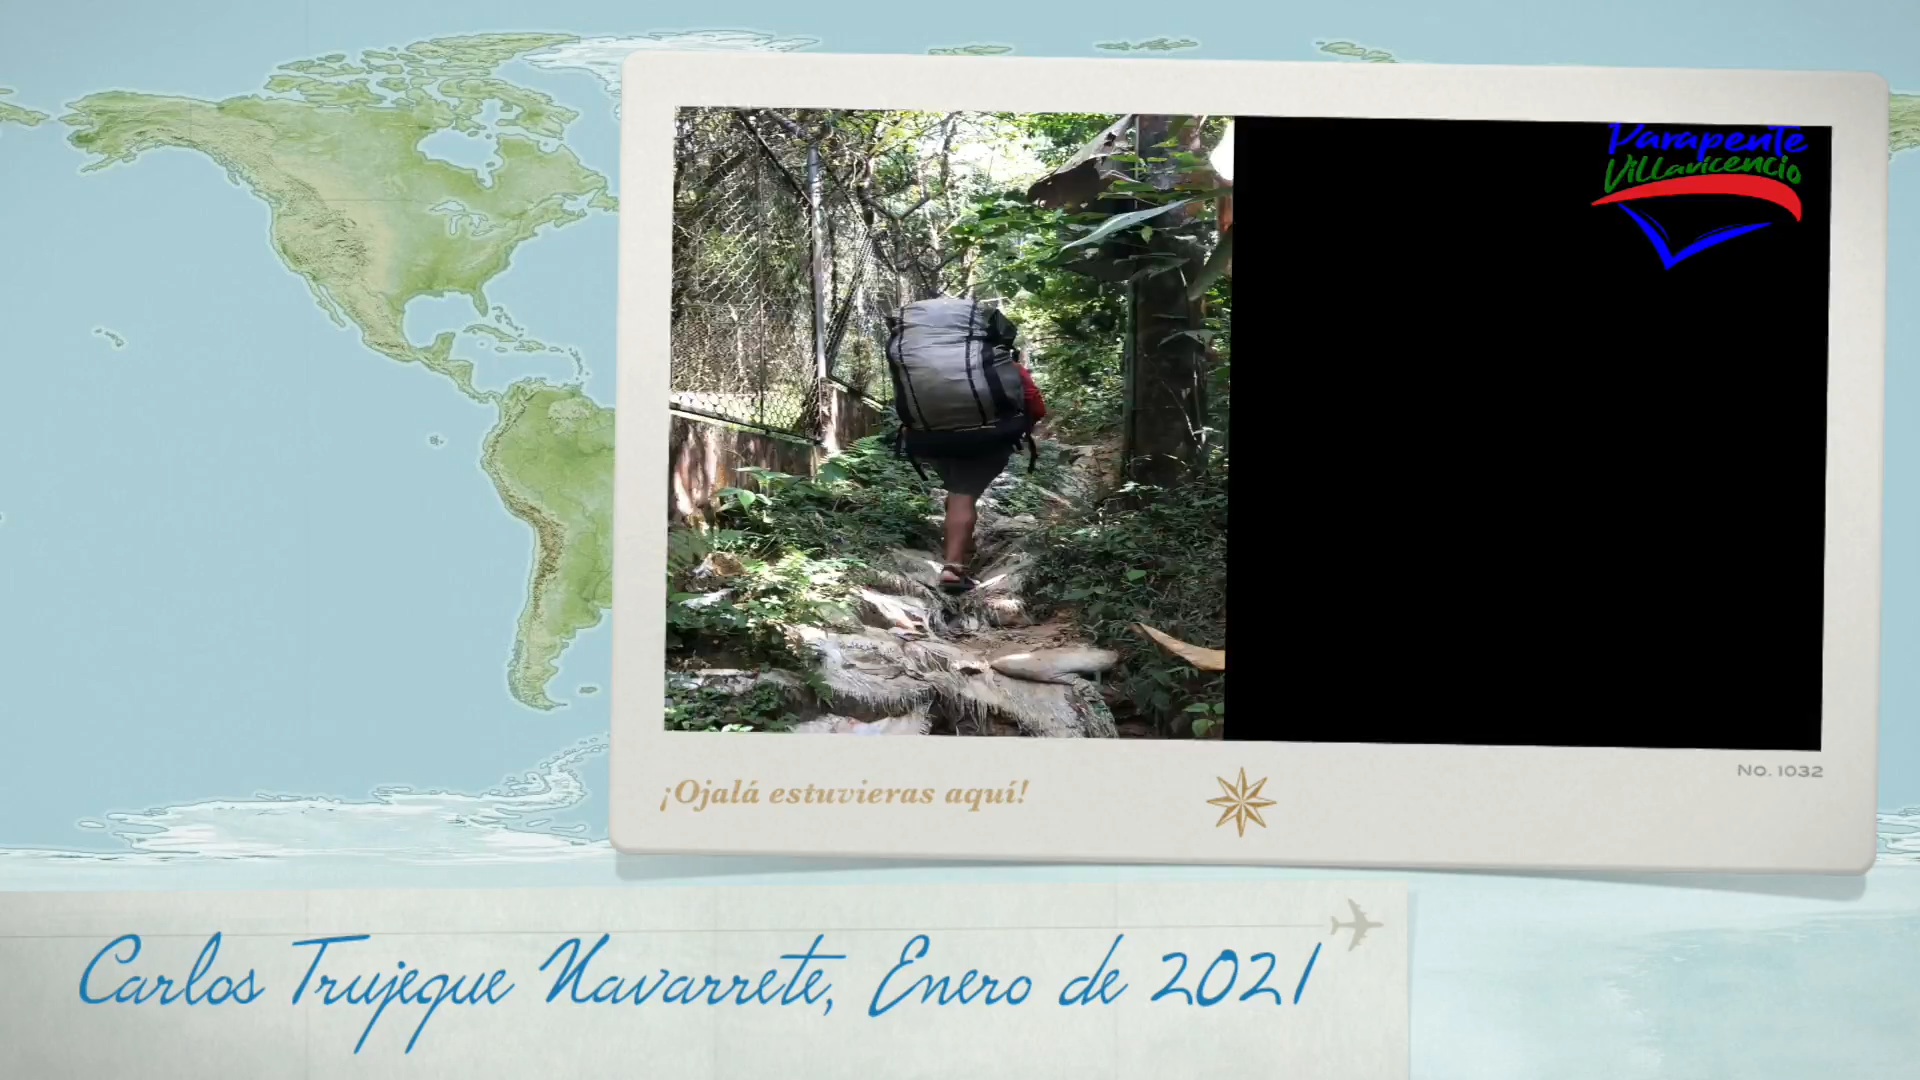 Parapente
Villavicencio
No. 1032
¡Ojalá estuvieras aquí!
Carlos Trujeque Navarrete, Enero de 2021